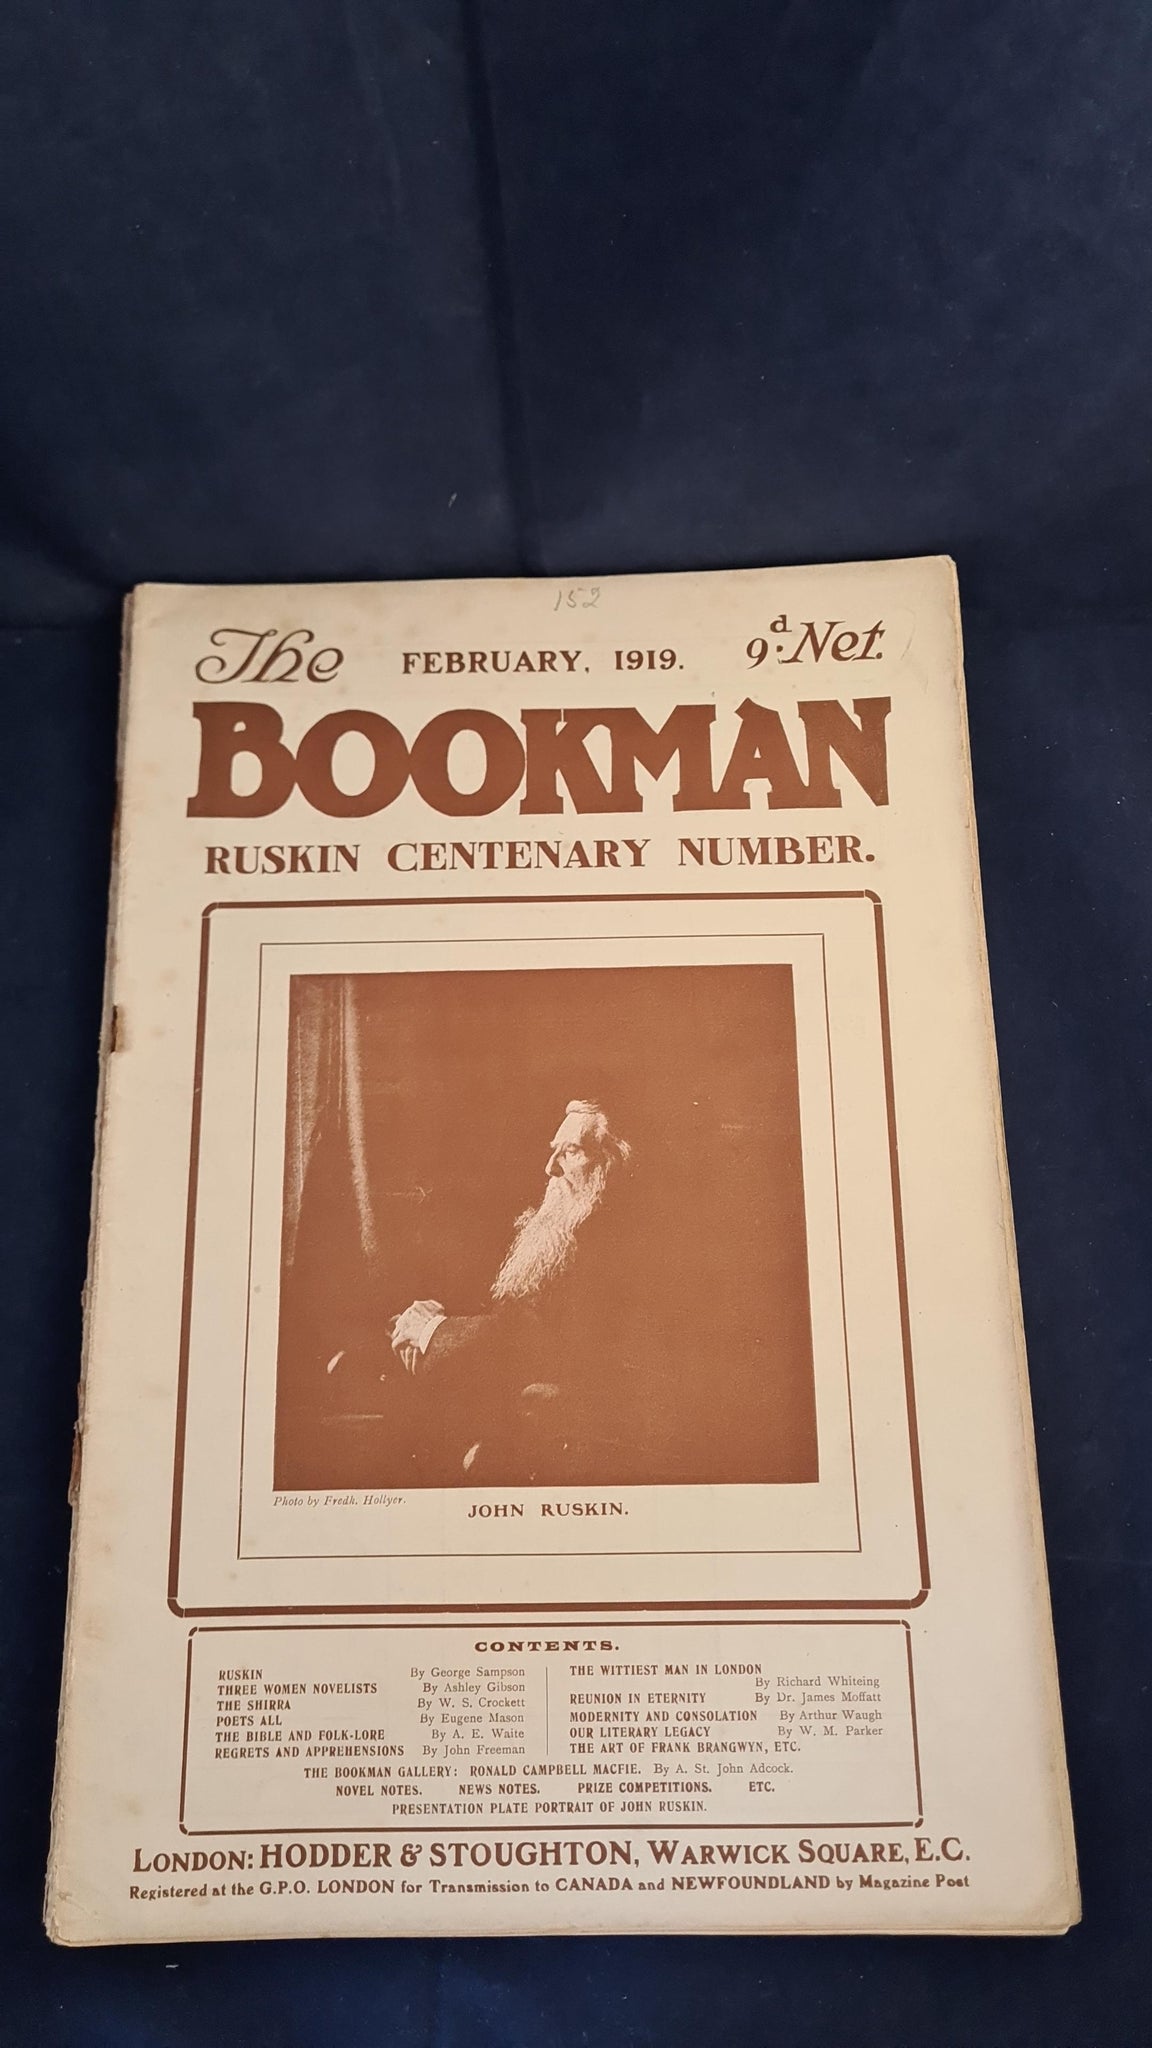 152
The FEBRUARY, 1919. 9d. Net.
BOOKMAN
RUSKIN CENTENARY NUMBER.
Photo by Fredk. Hollyer.
JOHN RUSKIN.
CONTENTS.
RUSKIN By George Sampson
THREE WOMEN NOVELISTS By Ashley Gibson
THE SHIRRA By W. S. Crockett
POETS ALL By Eugene Mason
THE BIBLE AND FOLK-LORE By A. E. Waite
REGRETS AND APPREHENSIONS By John Freeman
THE WITTIEST MAN IN LONDON
By Richard Whiteing
REUNION IN ETERNITY By Dr. James Moffatt
MODERNITY AND CONSOLATION By Arthur Waugh
OUR LITERARY LEGACY By W. M. Parker
THE ART OF FRANK BRANGWYN, ETC.
THE BOOKMAN GALLERY: RONALD CAMPBELL MACFIE. By A. St. John Adcock.
NOVEL NOTES. NEWS NOTES. PRIZE COMPETITIONS. ETC.
PRESENTATION PLATE PORTRAIT OF JOHN RUSKIN.
LONDON: HODDER & STOUGHTON, WARWICK SQUARE, E.C.
Registered at the G.P.O. LONDON for Transmission to CANADA and NEWFOUNDLAND by Magazine Post